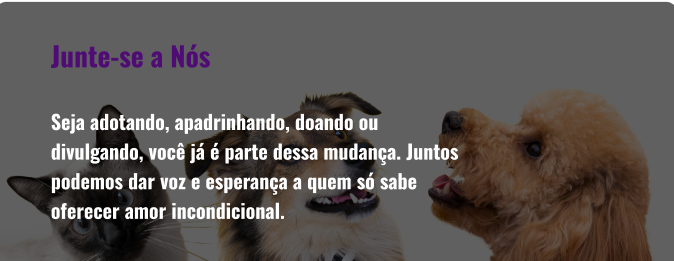 Junte-se a Nós
Seja adotando, apadrinhando, doando ou
divulgando, você já é parte dessa mudança. Juntos
podemos dar voz e esperança a quem só sabe
oferecer amor incondicional.